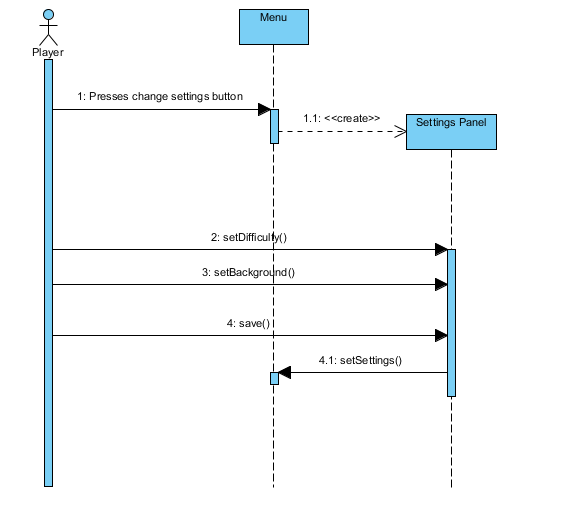 Menu
Player
1: Presses change settings button
1.1: <<create>>
Settings Panel
2: setDifficulty()
3: setBackground()
4: save()
4.1: setSettings()